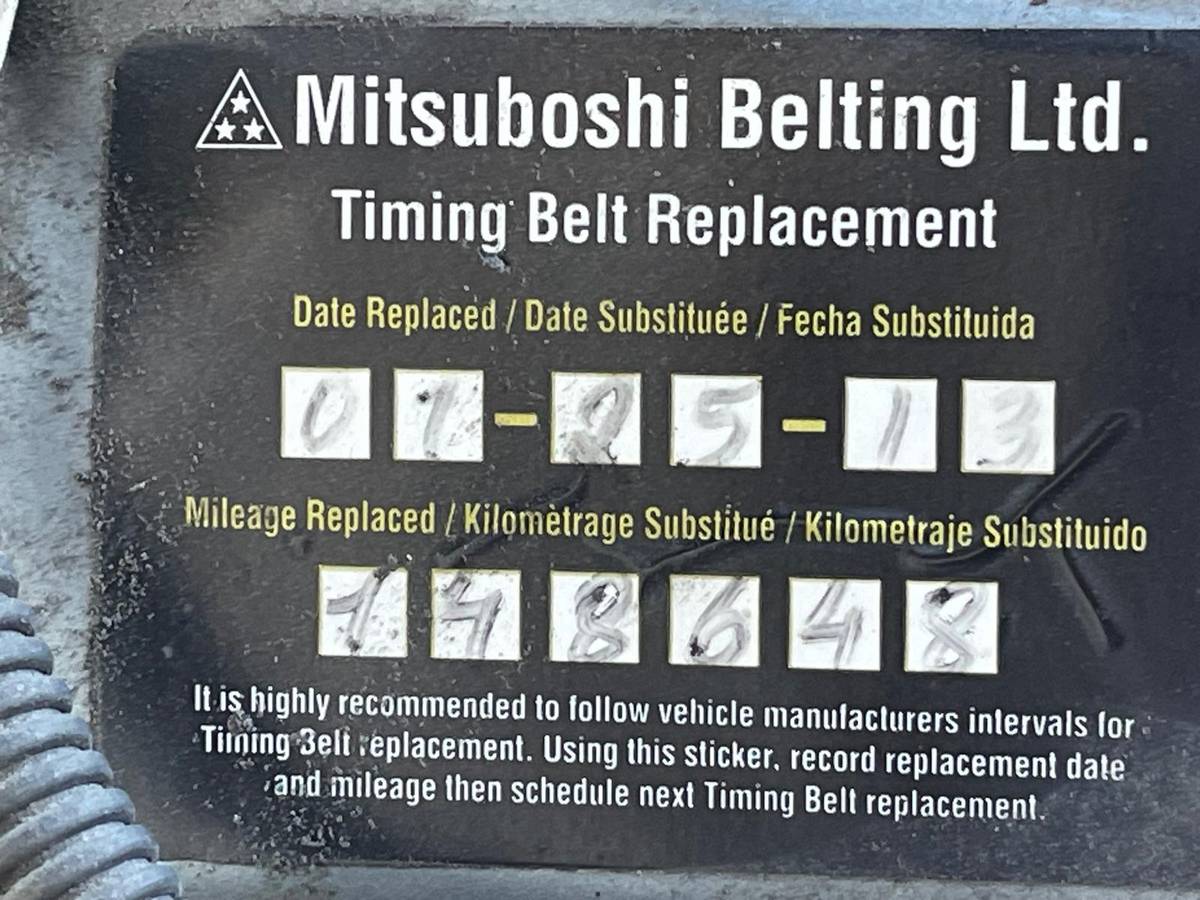 Mitsuboshi Belting Ltd.
Timing Belt Replacement
Date Replaced / Date Substituée / Fecha Substituida
01-25-13
Mileage Replaced / Kilomètrage Substitué / Kilometraje Substituido
148648
It is highly recommended to follow vehicle manufacturers intervals for
Timing Belt replacement. Using this sticker, record replacement date
and mileage then schedule next Timing Belt replacement.